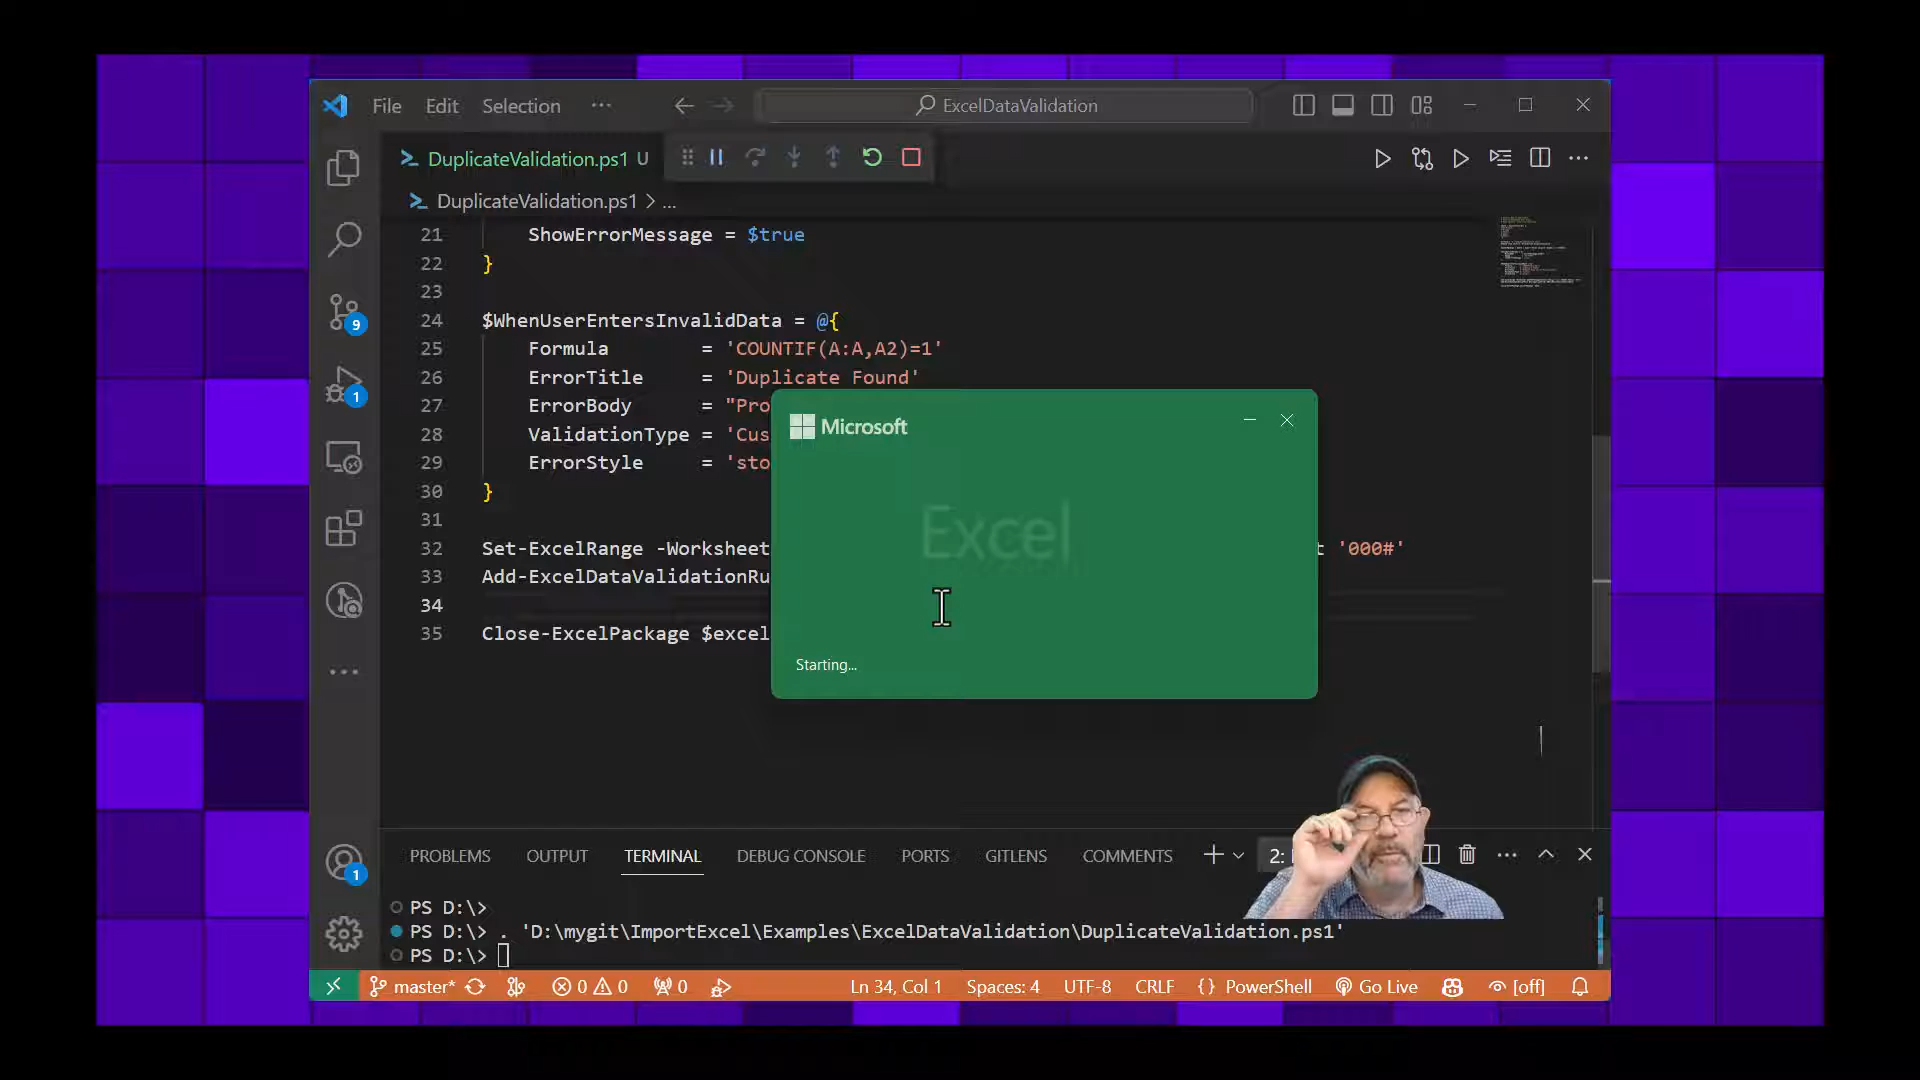 File Edit Selection ··· ExcelDataValidation
DuplicateValidation.ps1 U
DuplicateValidation.ps1 > ...
21 ShowErrorMessage = $true
22 }
23
24 $WhenUserEntersInvalidData = @{
25 Formula = 'COUNTIF(A:A,A2)=1'
26 ErrorTitle = 'Duplicate Found'
27 ErrorBody = "Pro
28 ValidationType = 'Cus
29 ErrorStyle = 'sto
30 }
31
32 Set-ExcelRange -Worksheet t '000#'
33 Add-ExcelDataValidationRu
34
35 Close-ExcelPackage $excel
Microsoft
Excel
Starting...
9
1
1
PROBLEMS OUTPUT TERMINAL DEBUG CONSOLE PORTS GITLENS COMMENTS 2:
PS D:\>
PS D:\> . 'D:\mygit\ImportExcel\Examples\ExcelDataValidation\DuplicateValidation.ps1'
PS D:\>
master* 0 0 0 Ln 34, Col 1 Spaces: 4 UTF-8 CRLF {} PowerShell Go Live [off]